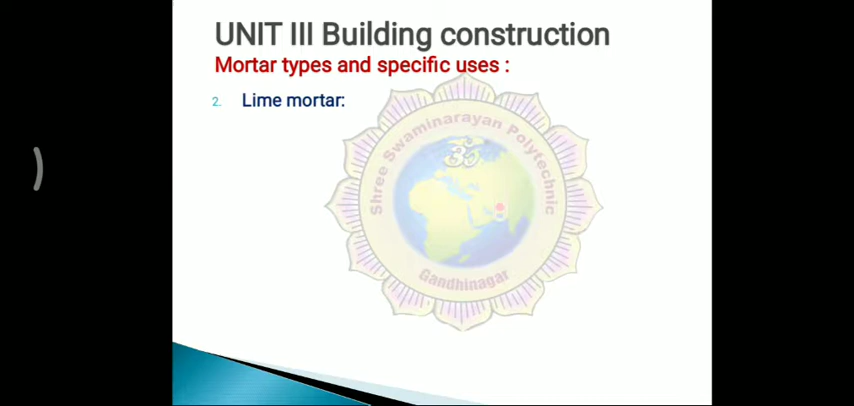 UNIT III Building construction
Mortar types and specific uses :
2. Lime mortar:
Shree Swaminarayan Polytechnic
ॐ
Gandhinagar